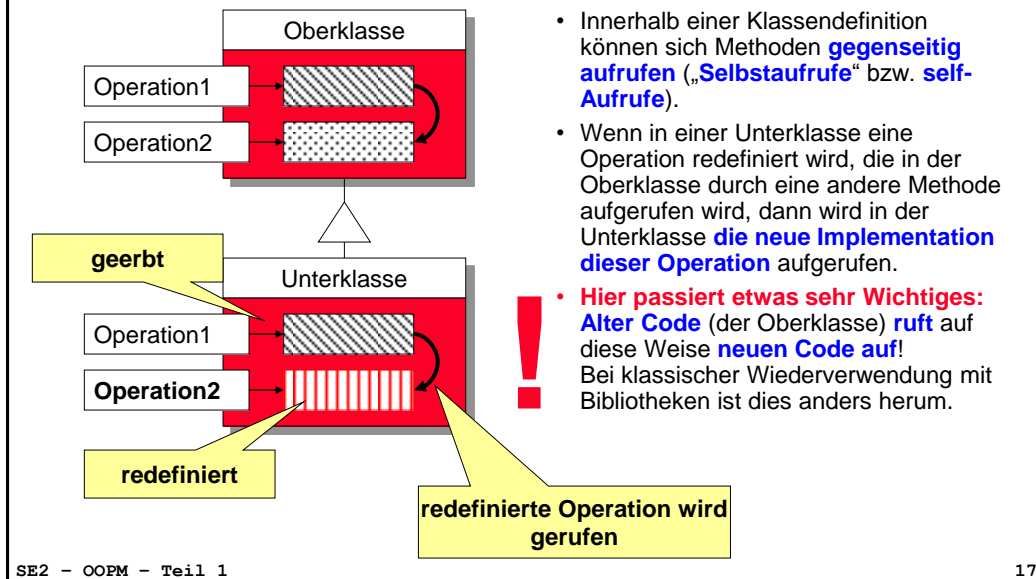 Oberklasse
Operation1
Operation2
geerbt
Unterklasse
Operation1
Operation2
redefiniert
redefinierte Operation wird
gerufen
• Innerhalb einer Klassendefinition
können sich Methoden gegenseitig
aufrufen („Selbstaufrufe“ bzw. self-
Aufrufe).
• Wenn in einer Unterklasse eine
Operation redefiniert wird, die in der
Oberklasse durch eine andere Methode
aufgerufen wird, dann wird in der
Unterklasse die neue Implementation
dieser Operation aufgerufen.
!
• Hier passiert etwas sehr Wichtiges:
Alter Code (der Oberklasse) ruft auf
diese Weise neuen Code auf!
Bei klassischer Wiederverwendung mit
Bibliotheken ist dies anders herum.
SE2 – OOPM – Teil 1
17